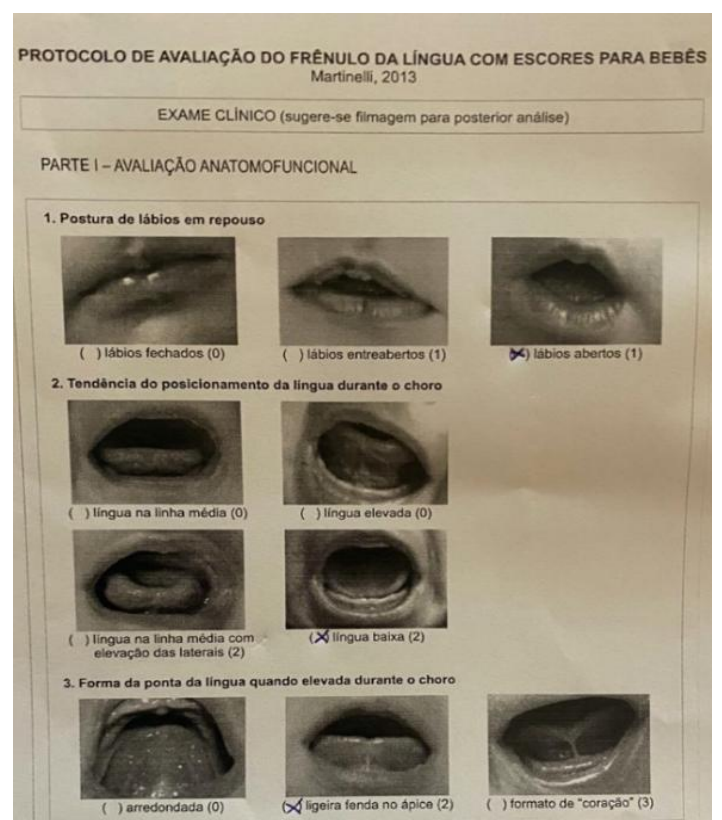 PROTOCOLO DE AVALIAÇÃO DO FRÊNULO DA LÍNGUA COM ESCORES PARA BEBÊS
Martinelli, 2013
EXAME CLÍNICO (sugere-se filmagem para posterior análise)
PARTE I – AVALIAÇÃO ANATOMOFUNCIONAL
1. Postura de lábios em repouso
( ) lábios fechados (0) ( ) lábios entreabertos (1) (X) lábios abertos (1)
2. Tendência do posicionamento da língua durante o choro
( ) língua na linha média (0) ( ) língua elevada (0)
( ) língua na linha média com (X) língua baixa (2)
elevação das laterais (2)
3. Forma da ponta da língua quando elevada durante o choro
( ) arredondada (0) (X) ligeira fenda no ápice (2) ( ) formato de "coração" (3)